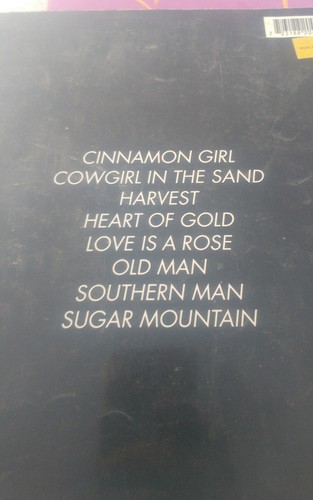 CINNAMON GIRL
COWGIRL IN THE SAND
HARVEST
HEART OF GOLD
LOVE IS A ROSE
OLD MAN
SOUTHERN MAN
SUGAR MOUNTAIN